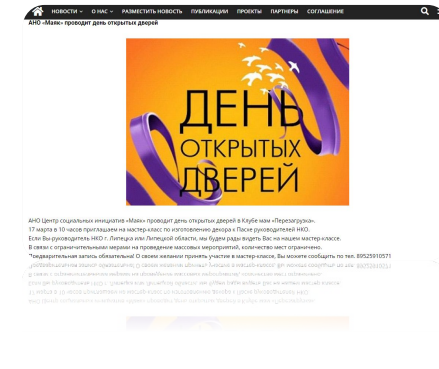 НОВОСТИ О НАС РАЗМЕСТИТЬ НОВОСТЬ ПУБЛИКАЦИИ ПРОЕКТЫ ПАРТНЕРЫ СОГЛАШЕНИЕ
АНО «Маяк» проводит день открытых дверей
ДЕНЬ
ОТКРЫТЫХ
ДВЕРЕЙ
АНО Центр социальных инициатив «Маяк» проводит день открытых дверей в Клубе мам «Перезагрузка».
17 марта в 10 часов приглашаем на мастер-класс по изготовлению декора к Пасхе руководителей НКО.
Если Вы-руководитель НКО г. Липецка или Липецкой области, мы будем рады видеть Вас на нашем мастер-классе.
В связи с ограничительными мерами на проведение массовых мероприятий, количество мест ограничено.
Предварительная запись обязательна! О своем желании принять участие в мастер-классе, Вы можете сообщить по тел. 89525910571